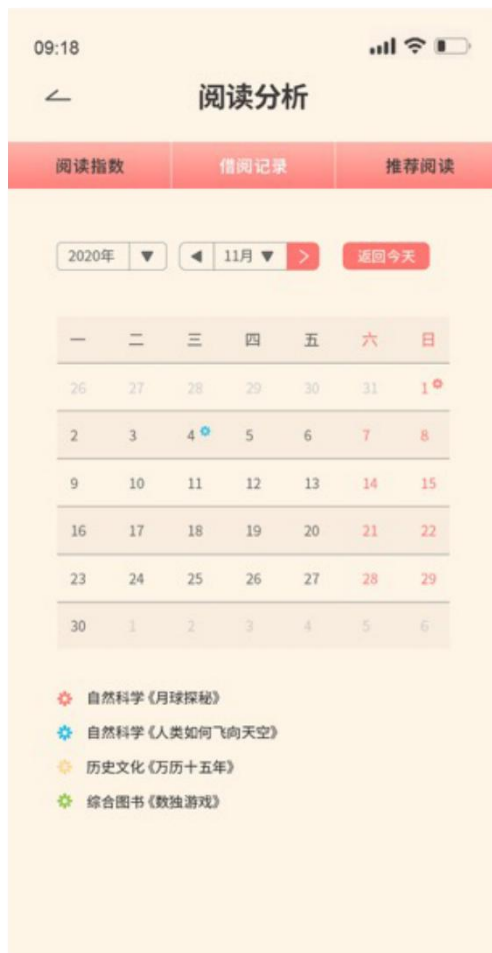 09:18
阅读分析
阅读指数 借阅记录 推荐阅读
2020年 ▼ ◀ 11月 ▼ > 返回今天
一 二 三 四 五 六 日
26 27 28 29 30 31 1
2 3 4 5 6 7 8
9 10 11 12 13 14 15
16 17 18 19 20 21 22
23 24 25 26 27 28 29
30 1 2 3 4 5 6
自然科学《月球探秘》
自然科学《人类如何飞向天空》
历史文化《万历十五年》
综合图书《数独游戏》